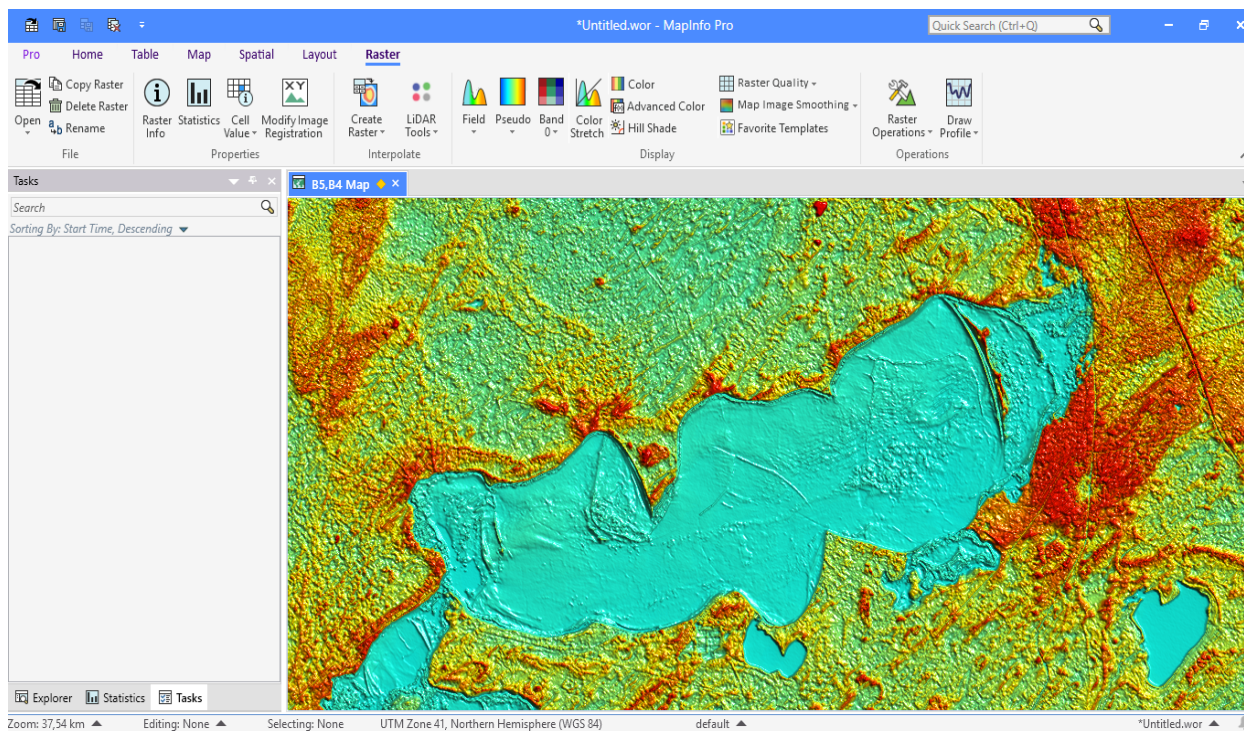 *Untitled.wor - MapInfo Pro
Quick Search (Ctrl+Q)
Pro Home Table Map Spatial Layout Raster
Open
Copy Raster
Delete Raster
a b Rename
File
Raster Info
Statistics
Cell Value
Modify Image Registration
XY
Properties
Create Raster
LiDAR Tools
Interpolate
Field
Pseudo
Band 0
Color Stretch
Color
Advanced Color
Hill Shade
Raster Quality
Map Image Smoothing
Favorite Templates
Display
Raster Operations
Draw Profile
Operations
Tasks
B5,B4 Map
Search
Sorting By: Start Time, Descending
Explorer Statistics Tasks
Zoom: 37,54 km Editing: None Selecting: None UTM Zone 41, Northern Hemisphere (WGS 84) default *Untitled.wor